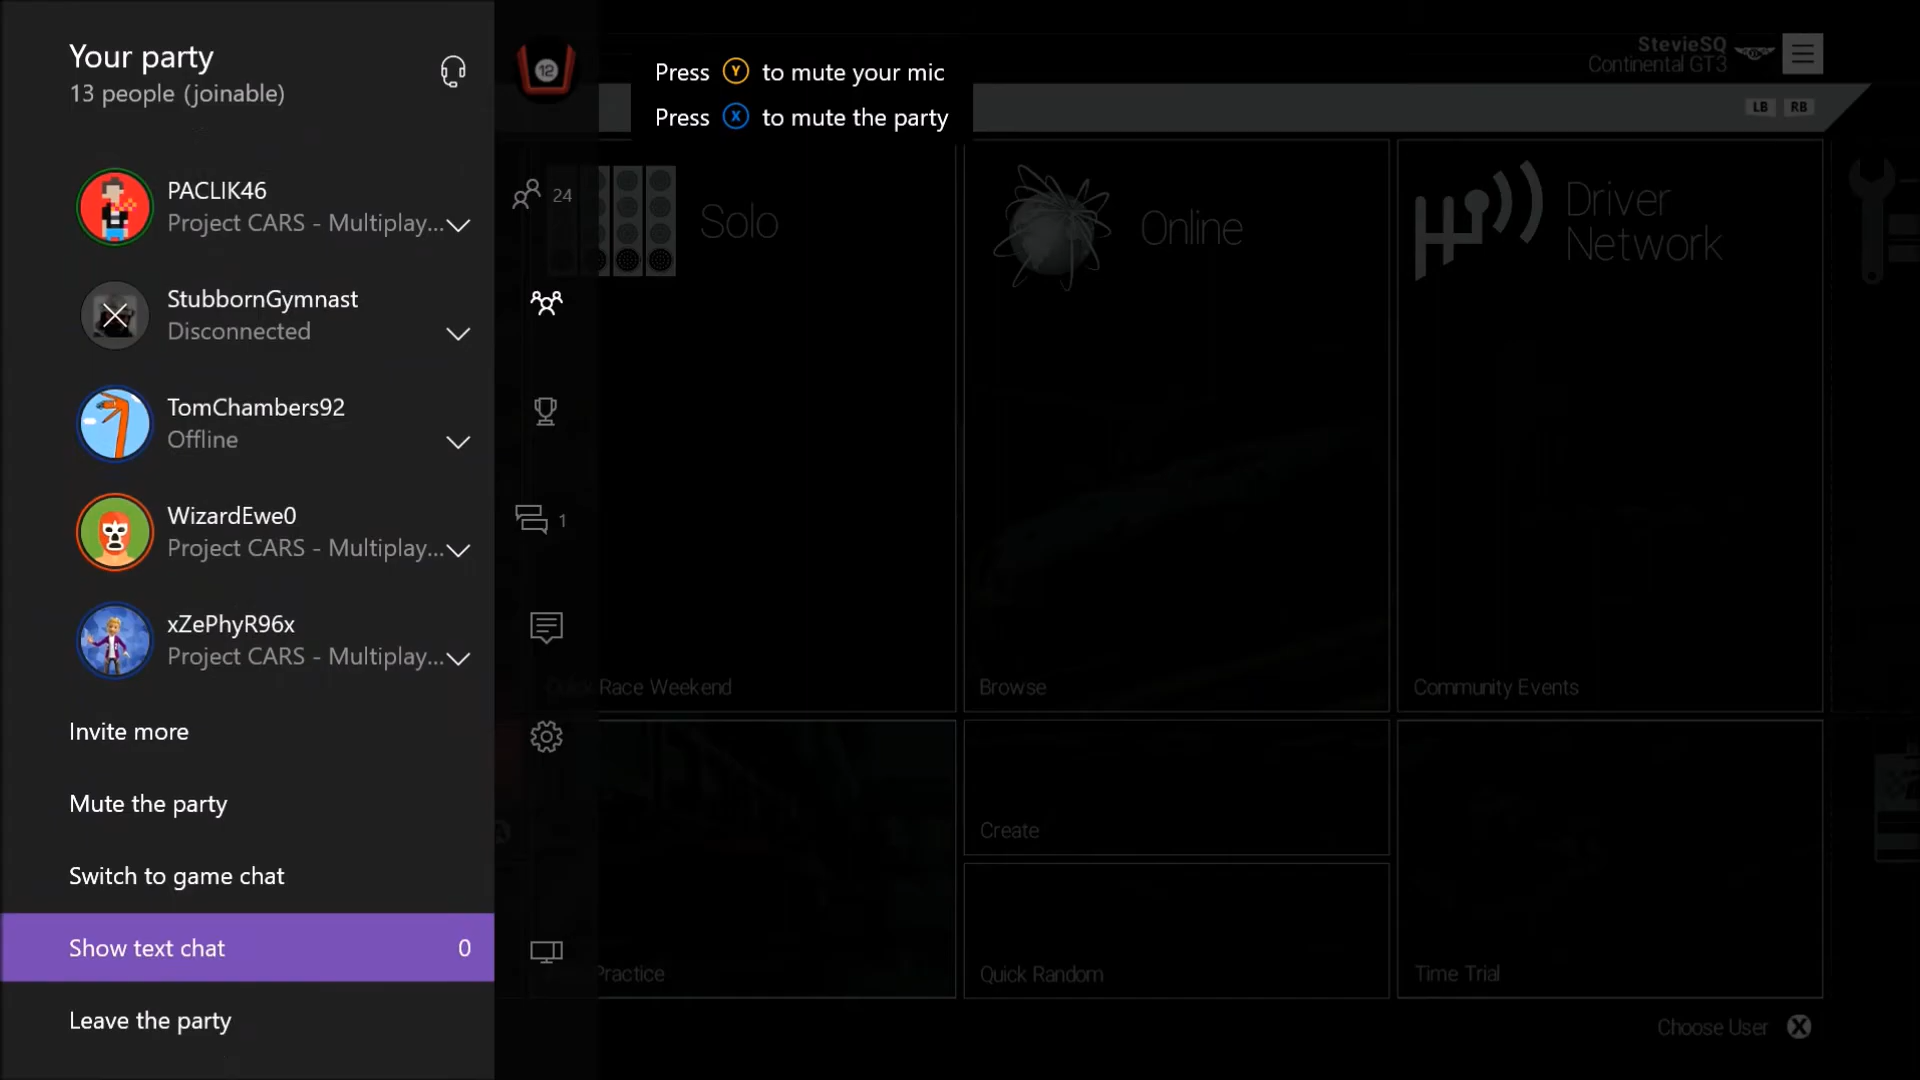 Your party
13 people (joinable)
PACLIK46
Project CARS - Multiplay...
StubbornGymnast
Disconnected
TomChambers92
Offline
WizardEwe0
Project CARS - Multiplay...
xZePhyR96x
Project CARS - Multiplay...
Invite more
Mute the party
Switch to game chat
Show text chat 0
Leave the party
12
24
1
Press Y to mute your mic
Press X to mute the party
StevieSQ
Continental GT3
LB RB
Solo
Online
Driver
Network
Quick Race Weekend
Browse
Community Events
Create
Practice
Quick Random
Time Trial
Choose User X